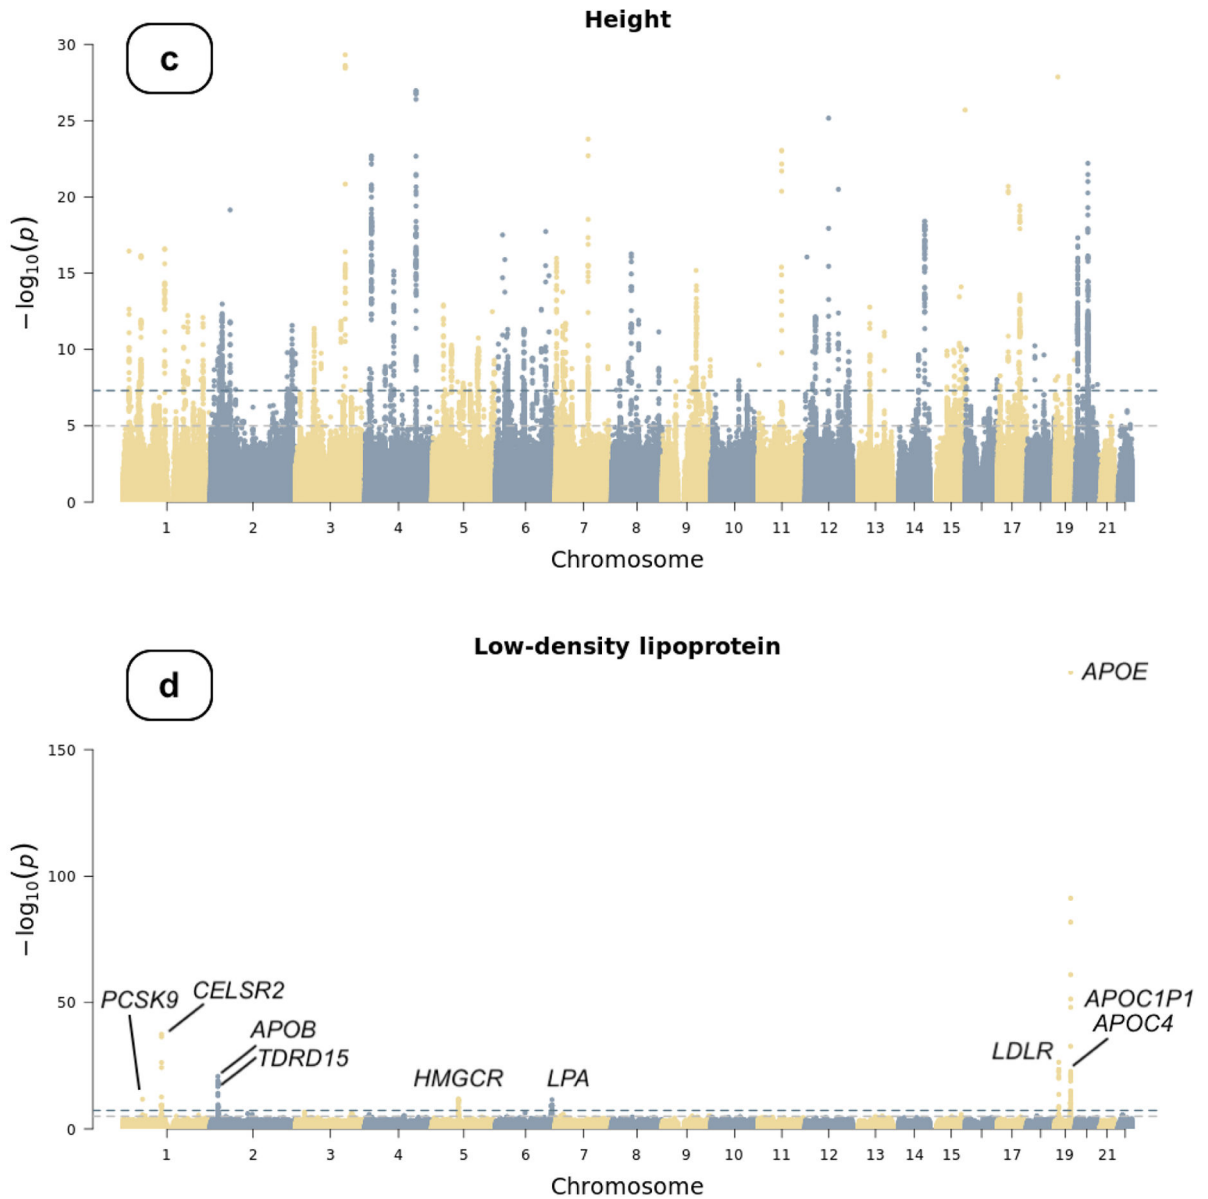 Height
c
30
25
20
15
10
5
0
−log10(p)
1 2 3 4 5 6 7 8 9 10 11 12 13 14 15 17 19 21
Chromosome
Low-density lipoprotein
d
APOE
150
100
50
0
−log10(p)
PCSK9
CELSR2
APOB
TDRD15
HMGCR
LPA
LDLR
APOC1P1
APOC4
1 2 3 4 5 6 7 8 9 10 11 12 13 14 15 17 19 21
Chromosome